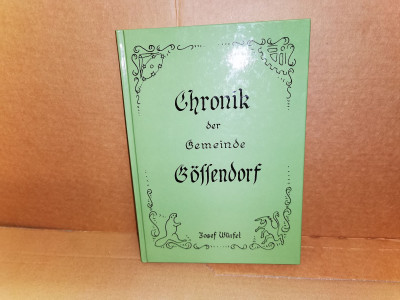 Chronik
der
Gemeinde
Gössendorf
Josef Würfel